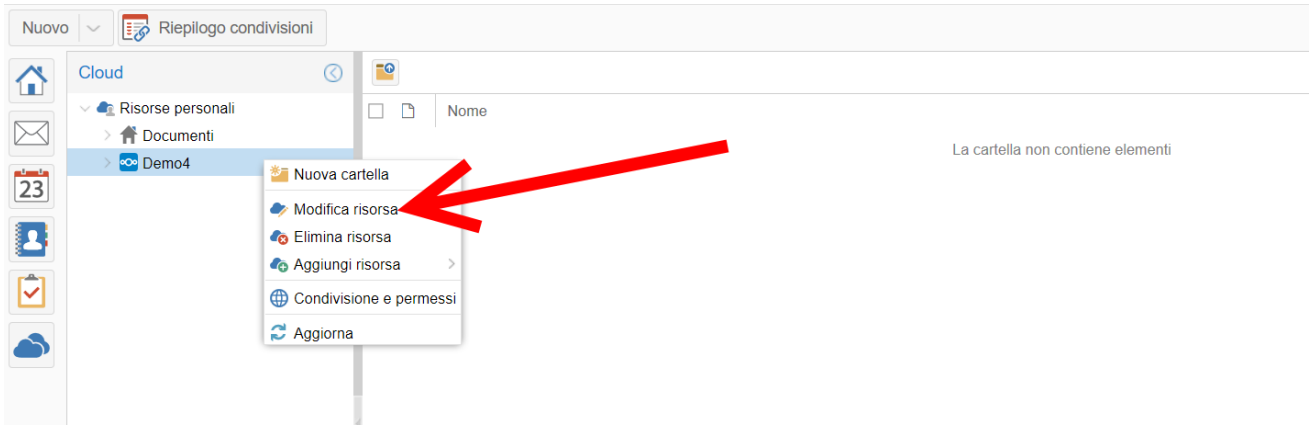 Nuovo
Riepilogo condivisioni
Cloud
Risorse personali
Documenti
Demo4
23
Nome
La cartella non contiene elementi
Nuova cartella
Modifica risorsa
Elimina risorsa
Aggiungi risorsa
Condivisione e permessi
Aggiorna